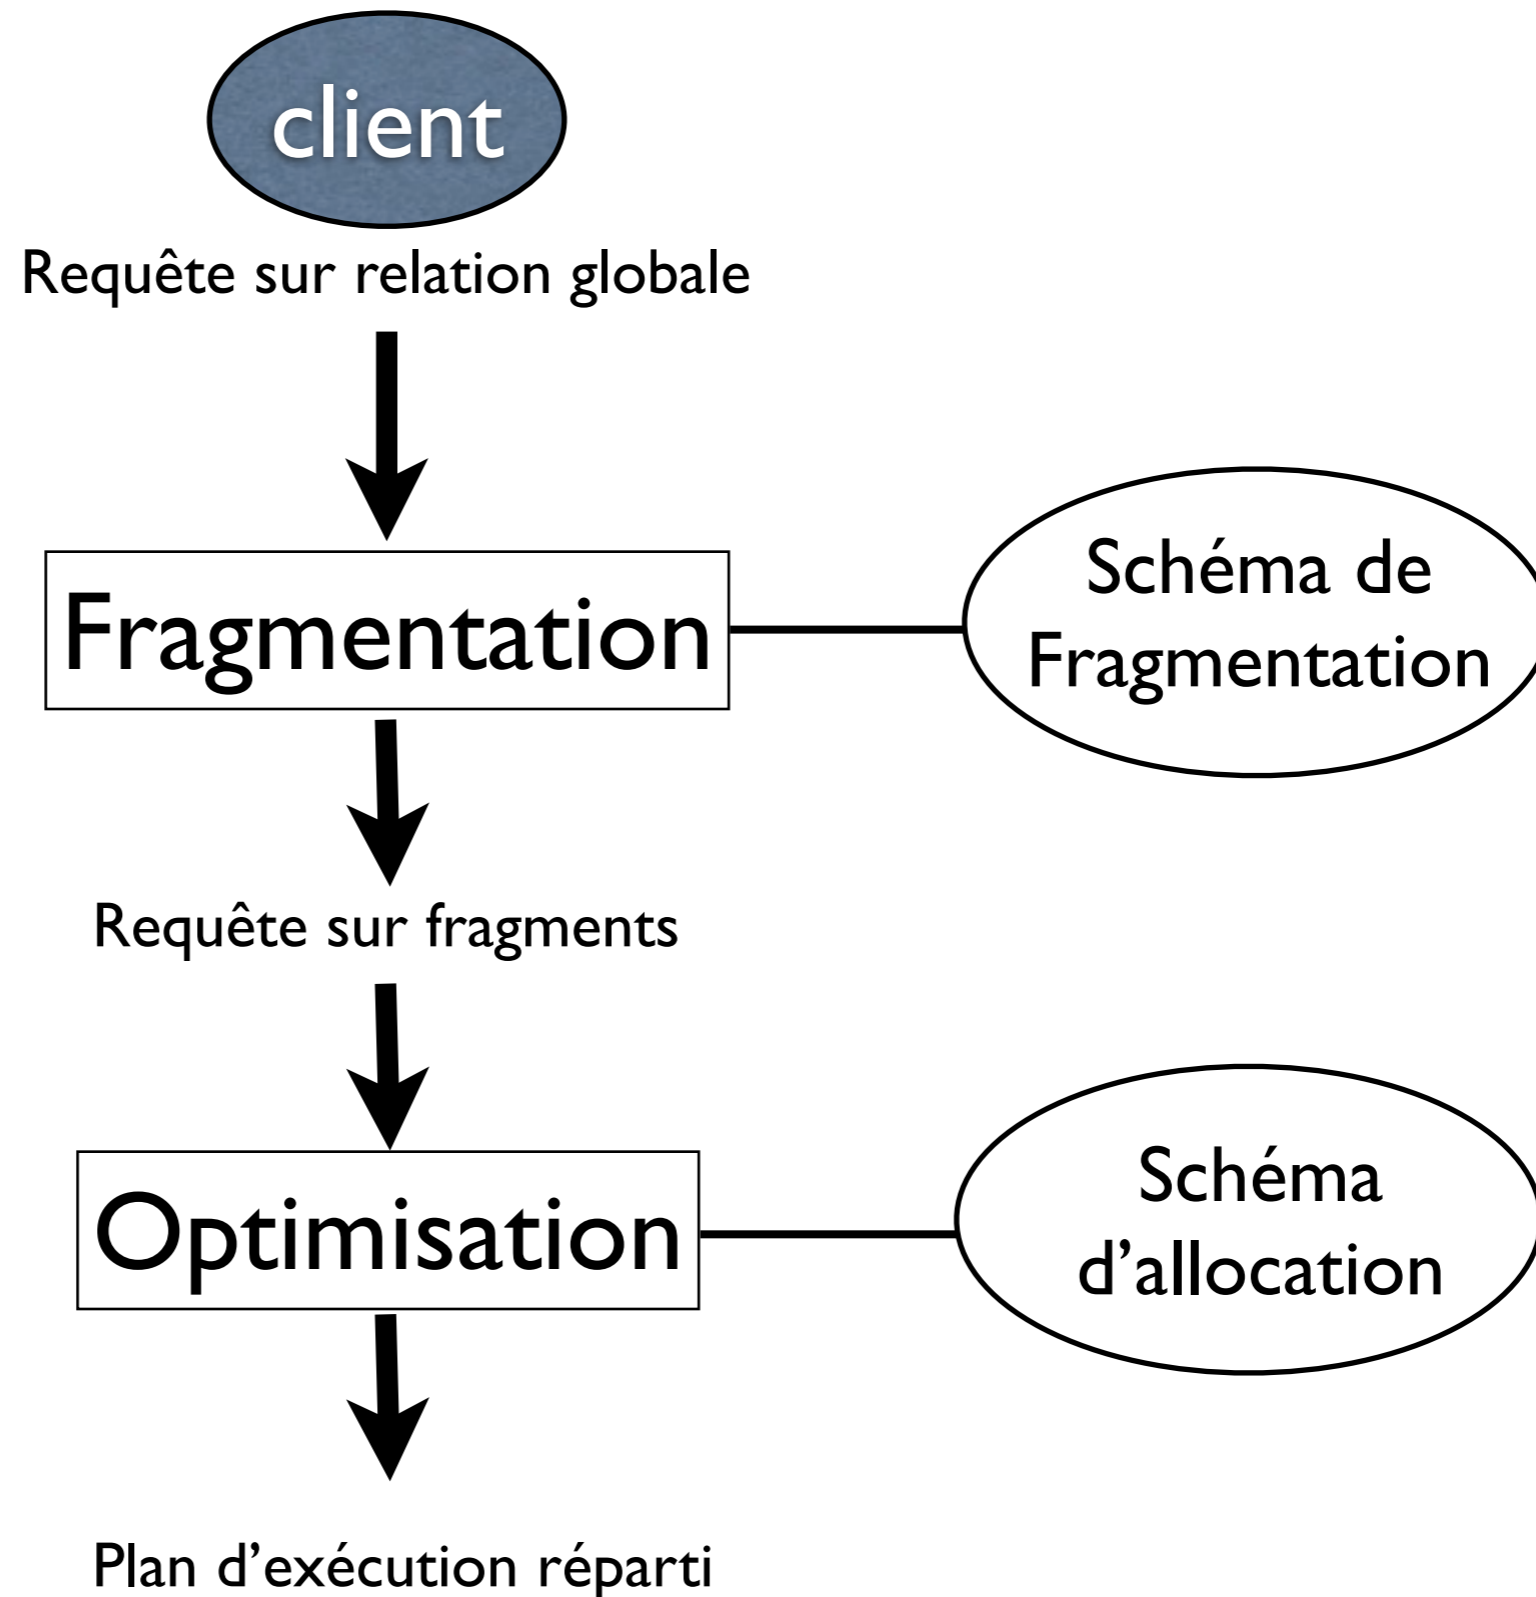 client
Requête sur relation globale
Fragmentation
Schéma de
Fragmentation
Requête sur fragments
Optimisation
Schéma
d’allocation
Plan d’exécution réparti